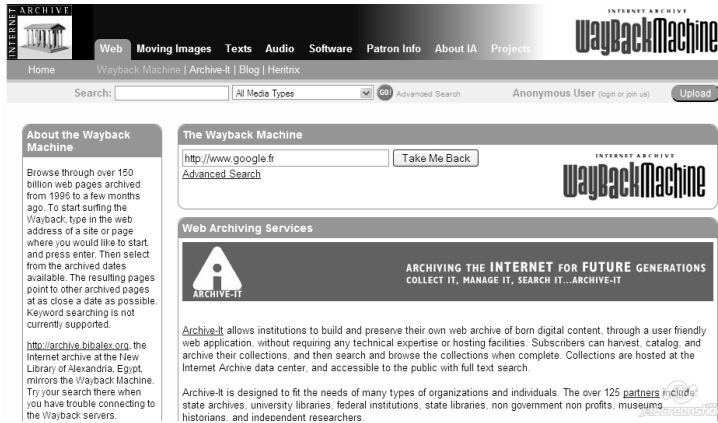 INTERNET ARCHIVE
INTERNET ARCHIVE
WayBackMachine
Web Moving Images Texts Audio Software Patron Info About IA Projects
Home Wayback Machine | Archive-It | Blog | Heritrix
Search: All Media Types GO! Advanced Search Anonymous User (login or join us) Upload
About the Wayback
Machine
Browse through over 150
billion web pages archived
from 1996 to a few months
ago. To start surfing the
Wayback, type in the web
address of a site or page
where you would like to start,
and press enter. Then select
from the archived dates
available. The resulting pages
point to other archived pages
at as close a date as possible.
Keyword searching is not
currently supported.
http://archive.bibalex.org, the
Internet archive at the New
Library of Alexandria, Egypt,
mirrors the Wayback Machine.
Try your search there when
you have trouble connecting to
the Wayback servers.
The Wayback Machine
http://www.google.fr Take Me Back
Advanced Search
INTERNET ARCHIVE
WayBackMachine
Web Archiving Services
ARCHIVE-IT
ARCHIVING THE INTERNET FOR FUTURE GENERATIONS
COLLECT IT, MANAGE IT, SEARCH IT...ARCHIVE-IT
Archive-It allows institutions to build and preserve their own web archive of born digital content, through a user friendly
web application, without requiring any technical expertise or hosting facilities. Subscribers can harvest, catalog, and
archive their collections, and then search and browse the collections when complete. Collections are hosted at the
Internet Archive data center, and accessible to the public with full text search.
Archive-It is designed to fit the needs of many types of organizations and individuals. The over 125 partners include:
state archives, university libraries, federal institutions, state libraries, non government non profits, museums,
historians, and independent researchers.